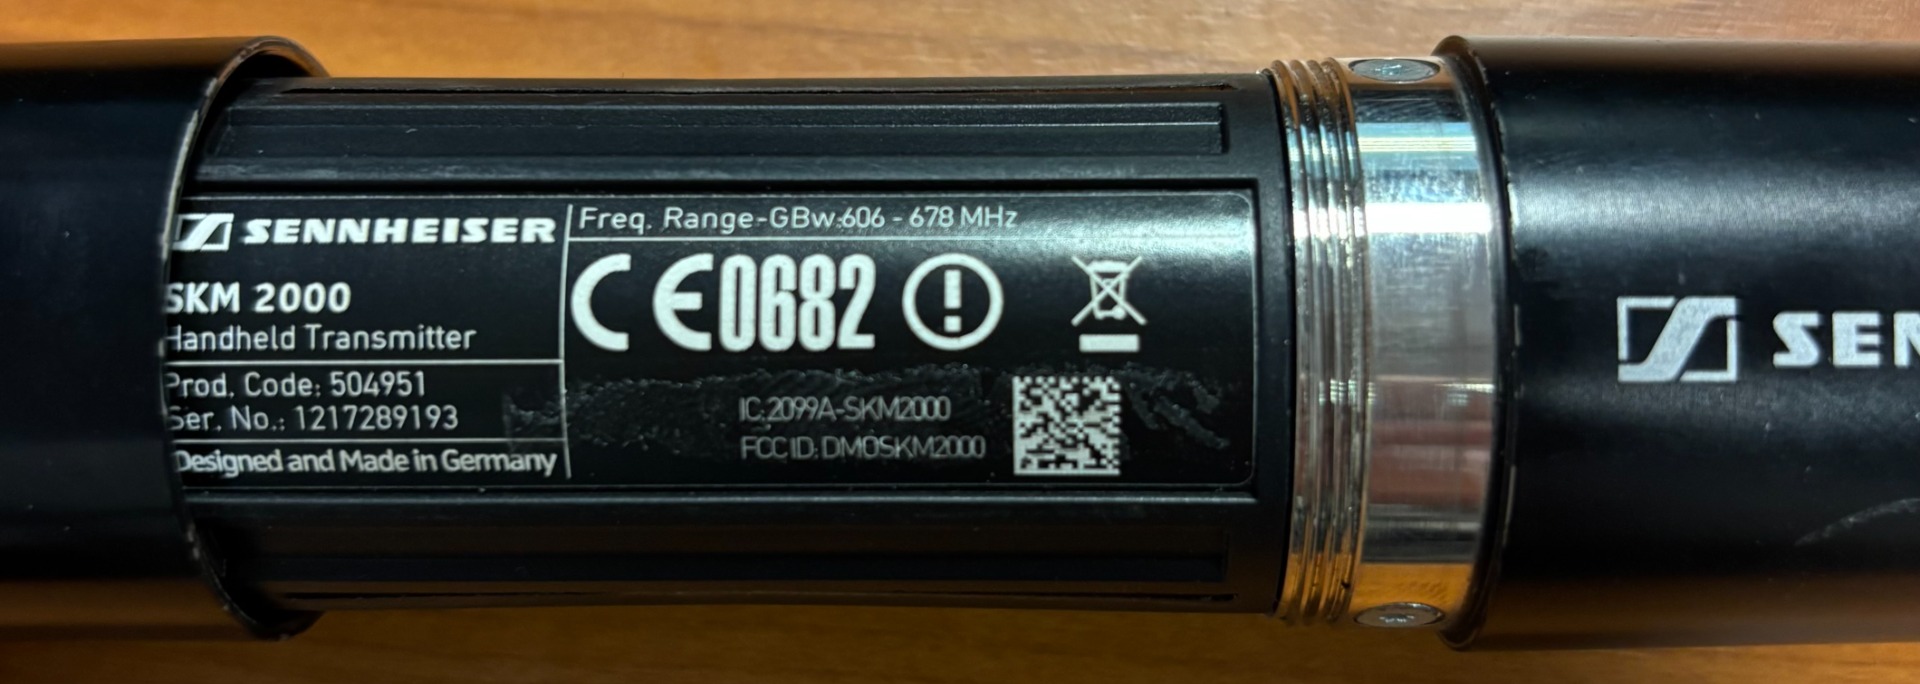 SENNHEISER
SKM 2000
Handheld Transmitter
Prod. Code: 504951
Ser. No.: 1217289193
Designed and Made in Germany
Freq. Range-GBw:606 - 678 MHz
CE0682
IC:2099A-SKM2000
FCC ID: DMOSKM2000
SEN